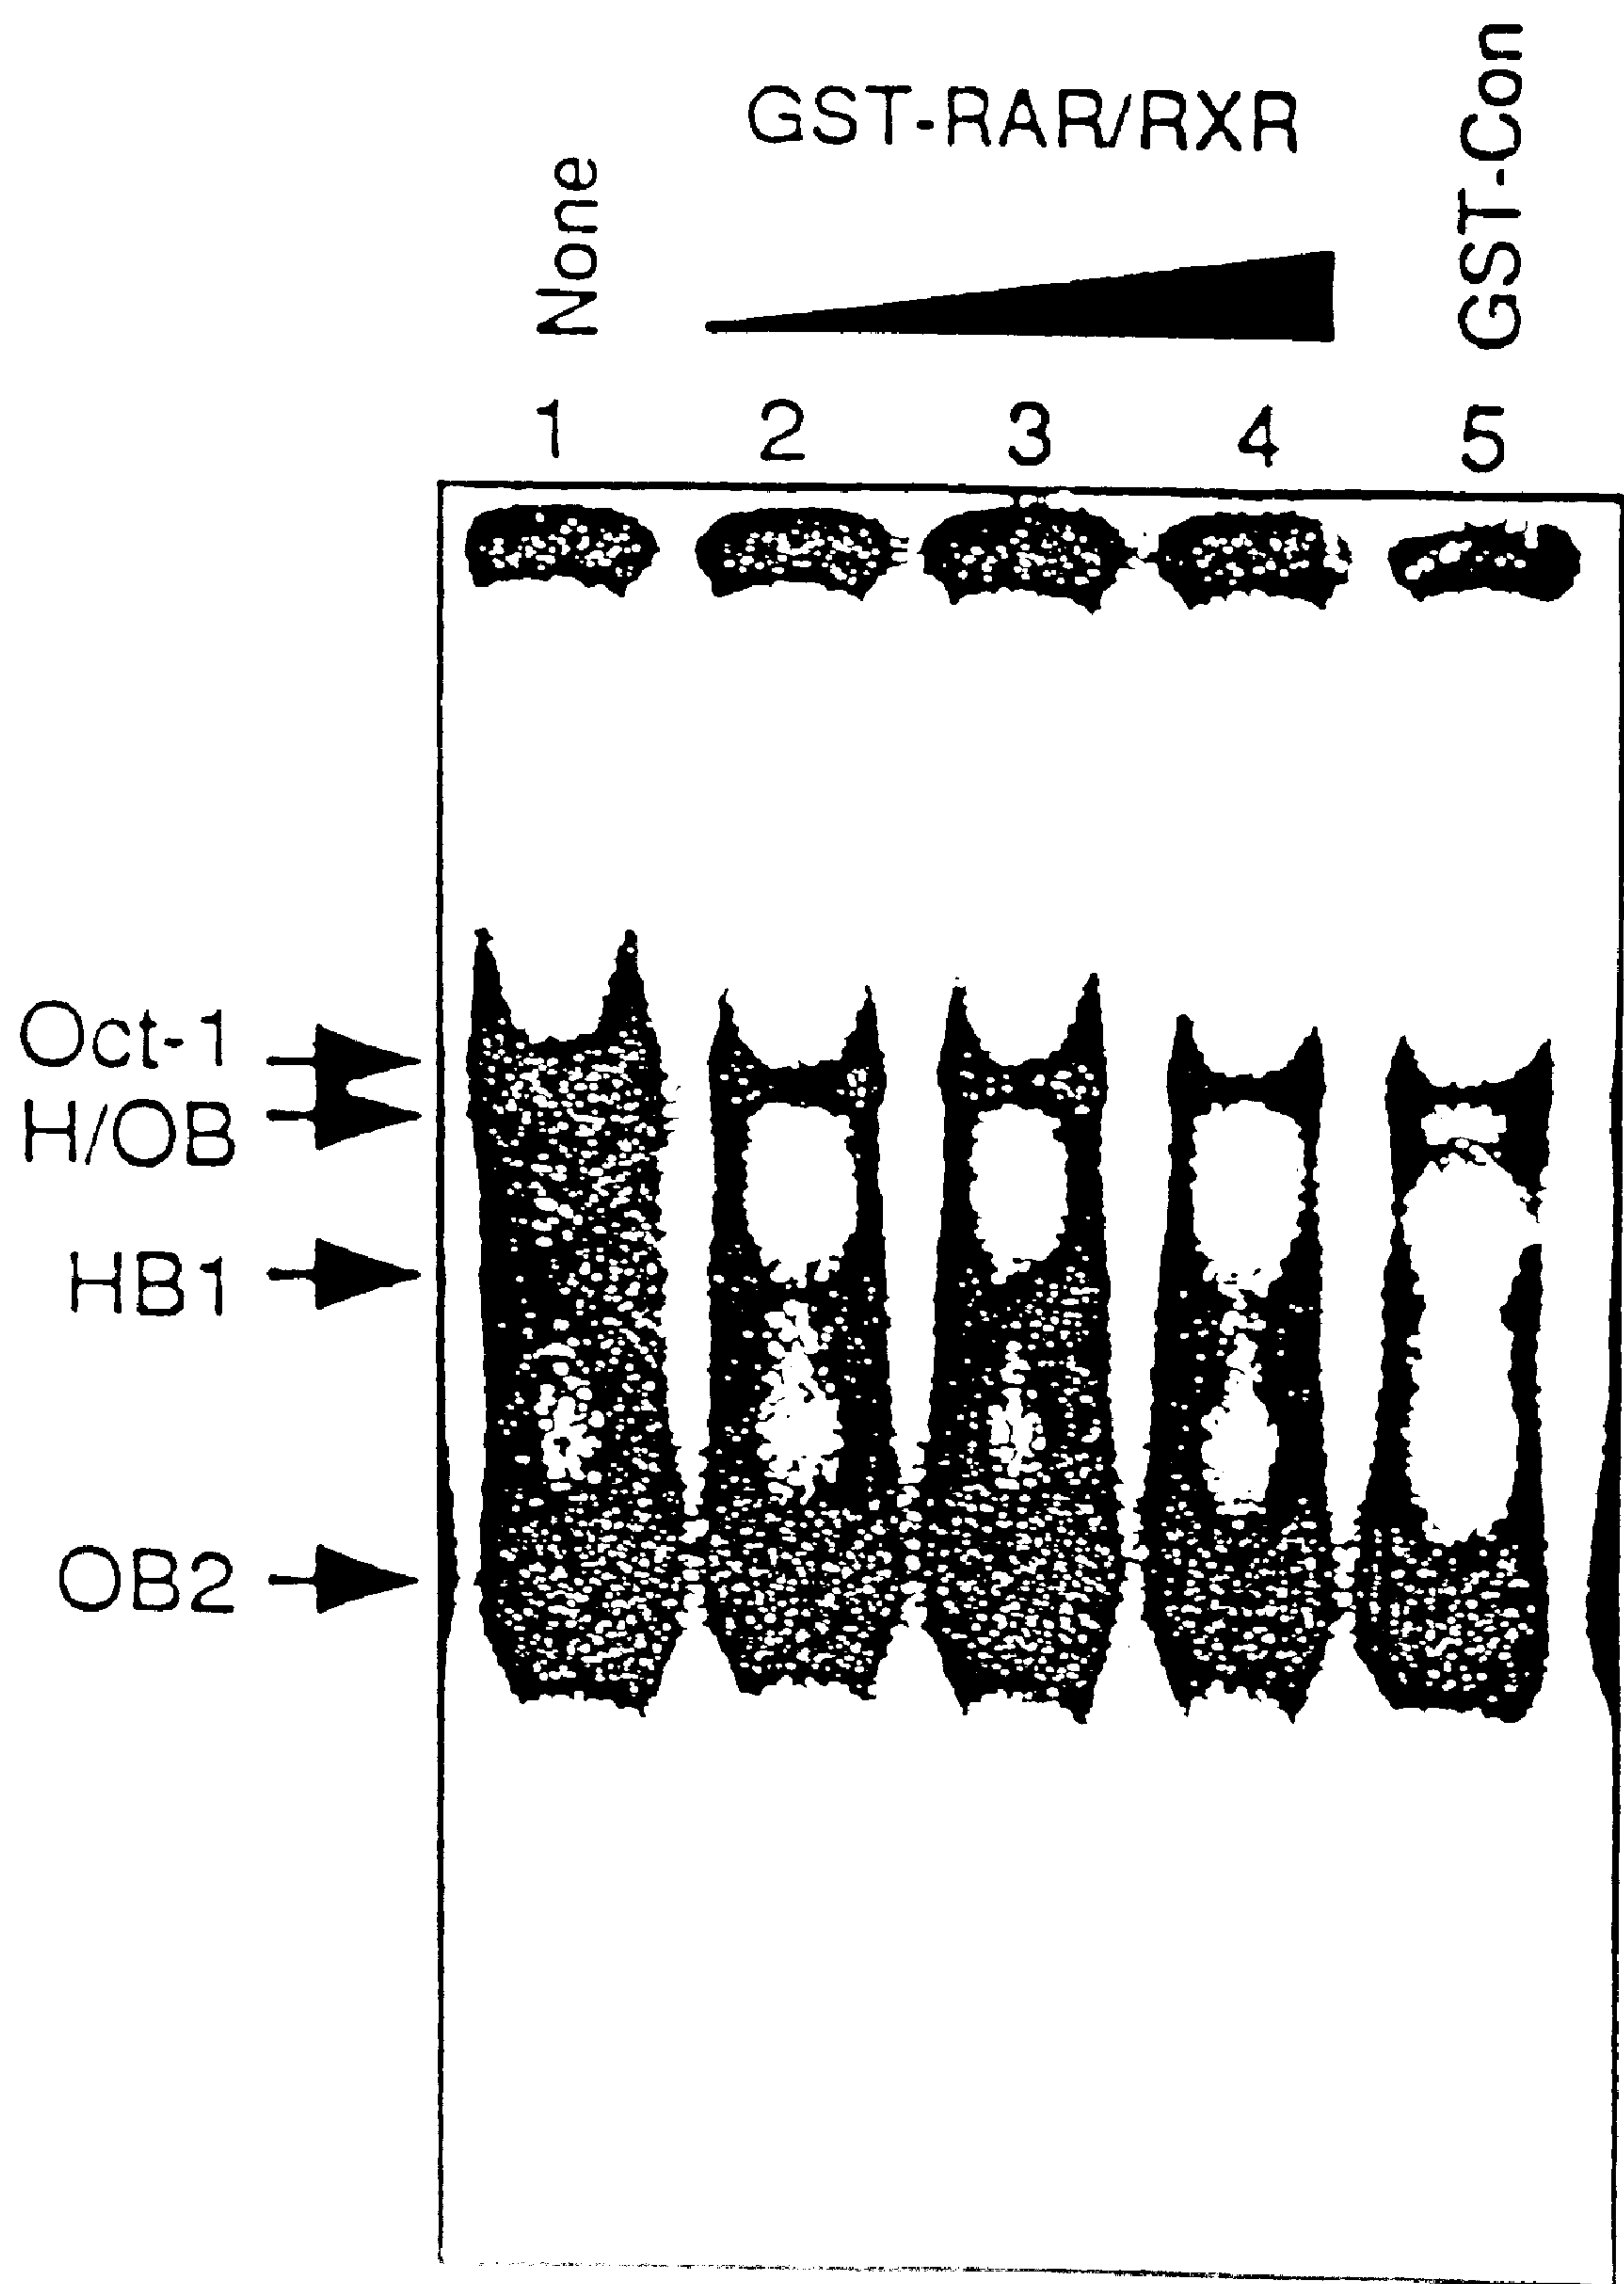 GST-RAR/RXR
None
GST-Con
1 2 3 4 5
Oct-1
H/OB
HB1
OB2